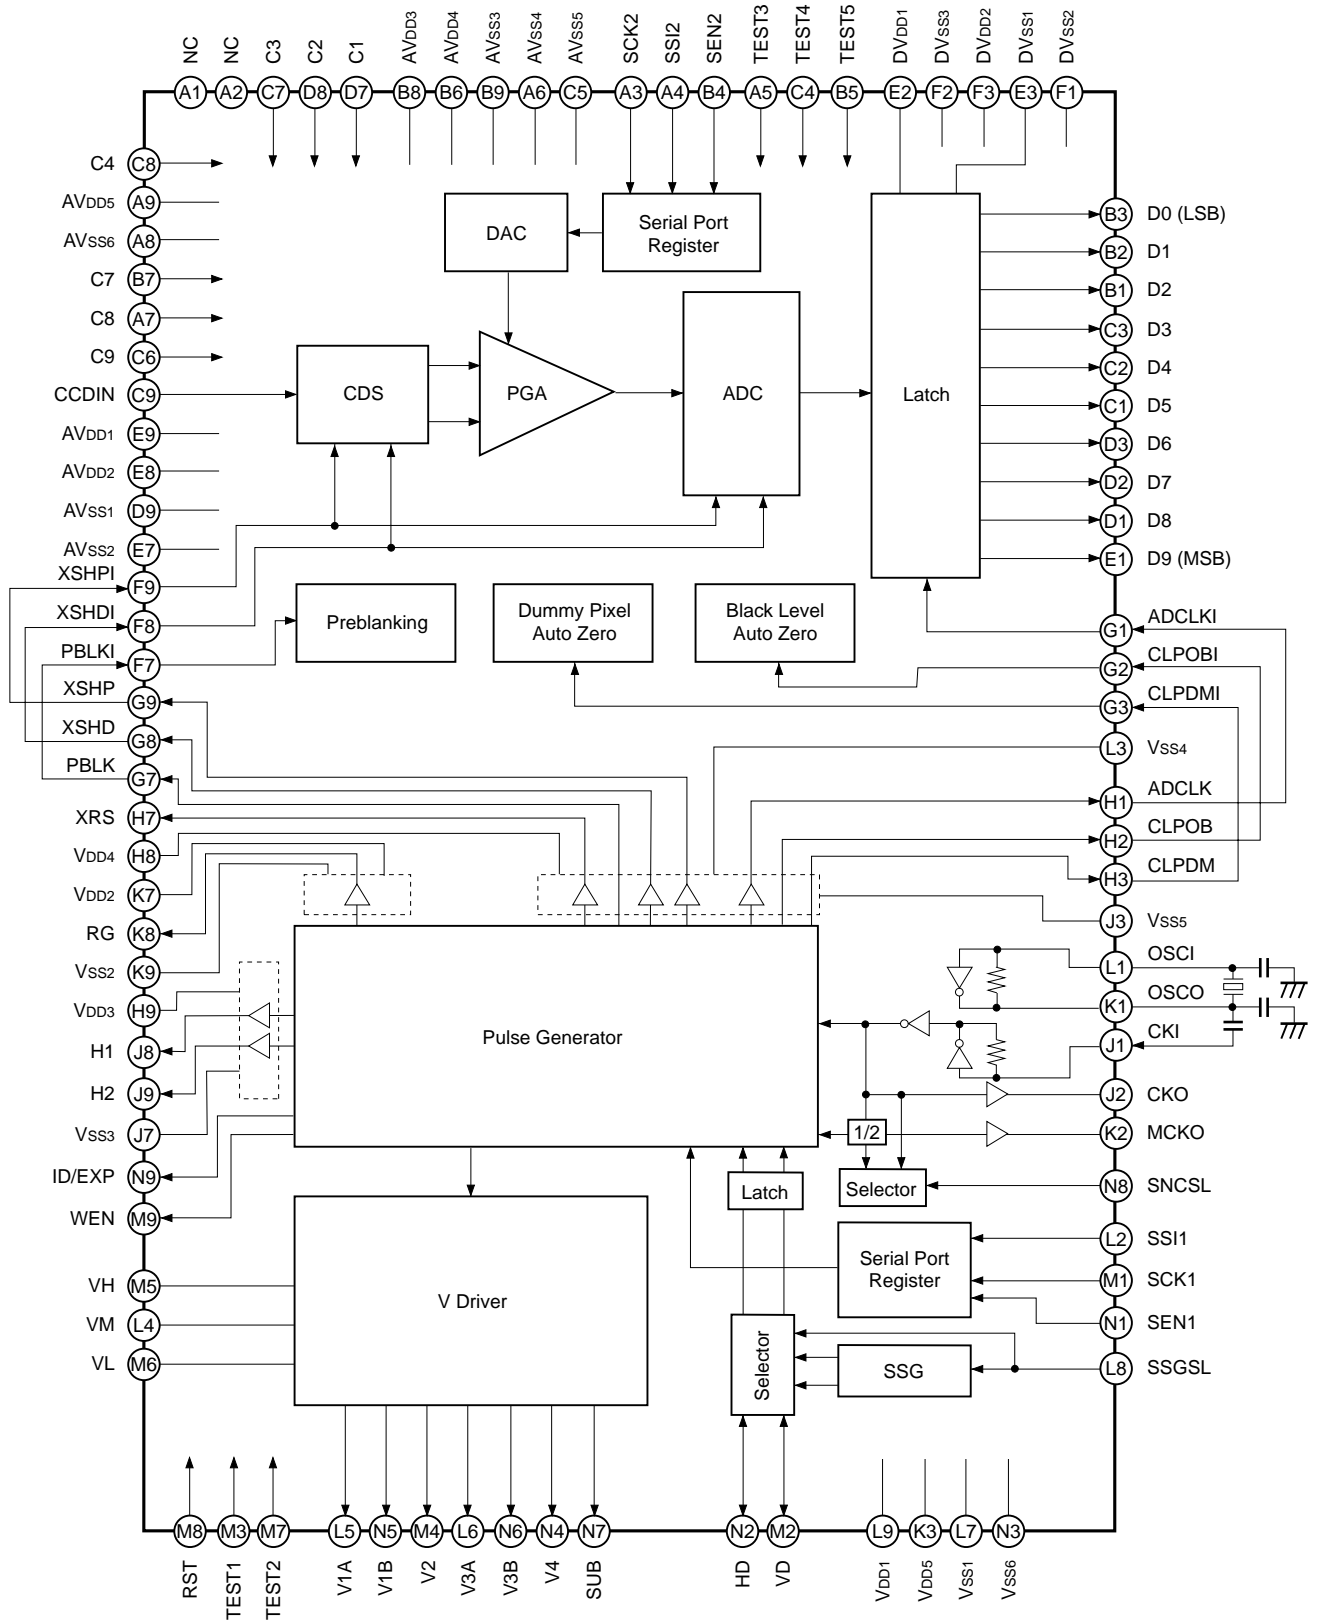 NC
NC
C3
C2
C1
AVDD3
AVDD4
AVSS3
AVSS4
AVSS5
SCK2
SSI2
SEN2
TEST3
TEST4
TEST5
DVDD1
DVSS3
DVDD2
DVSS1
DVSS2
A1
A2
C7
D8
D7
B8
B6
B9
A6
C5
A3
A4
B4
A5
C4
B5
E2
F2
F3
E3
F1
C4 C8
AVDD5 A9
AVSS6 A8
C7 B7
C8 A7
C9 C6
CCDIN C9
AVDD1 E9
AVDD2 E8
AVSS1 D9
AVSS2 E7
XSHPI F9
XSHDI F8
PBLKI F7
XSHP G9
XSHD G8
PBLK G7
XRS H7
VDD4 H8
VDD2 K7
RG K8
VSS2 K9
VDD3 H9
H1 J8
H2 J9
VSS3 J7
ID/EXP N9
WEN M9
VH M5
VM L4
VL M6
DAC
Serial Port
Register
CDS
PGA
ADC
Latch
Preblanking
Dummy Pixel
Auto Zero
Black Level
Auto Zero
Pulse Generator
1/2
Latch
Selector
V Driver
Serial Port
Register
Selector
SSG
B3 D0 (LSB)
B2 D1
B1 D2
C3 D3
C2 D4
C1 D5
D3 D6
D2 D7
D1 D8
E1 D9 (MSB)
G1 ADCLKI
G2 CLPOBI
G3 CLPDMI
L3 VSS4
H1 ADCLK
H2 CLPOB
H3 CLPDM
J3 VSS5
L1 OSCI
K1 OSCO
J1 CKI
J2 CKO
K2 MCKO
N8 SNCSL
L2 SSI1
M1 SCK1
N1 SEN1
L8 SSGSL
M8
M3
M7
L5
N5
M4
L6
N6
N4
N7
N2
M2
L9
K3
L7
N3
RST
TEST1
TEST2
V1A
V1B
V2
V3A
V3B
V4
SUB
HD
VD
VDD1
VDD5
VSS1
VSS6